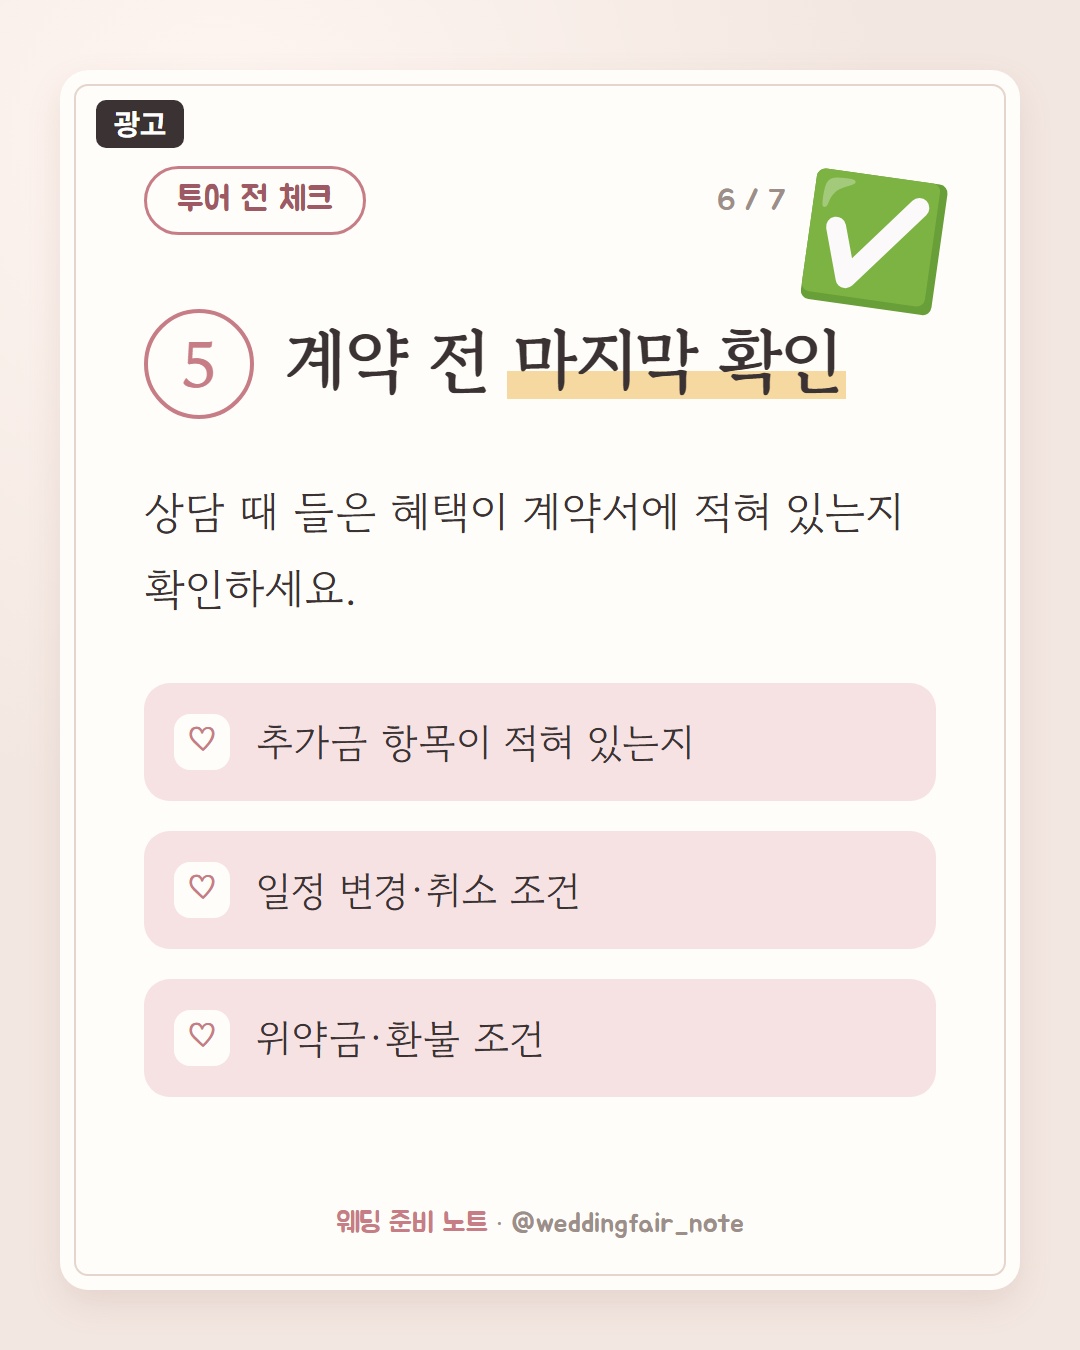 광고
투어 전 체크
6 / 7
5
계약 전 마지막 확인
상담 때 들은 혜택이 계약서에 적혀 있는지
확인하세요.
추가금 항목이 적혀 있는지
일정 변경·취소 조건
위약금·환불 조건
웨딩 준비 노트 · @weddingfair_note